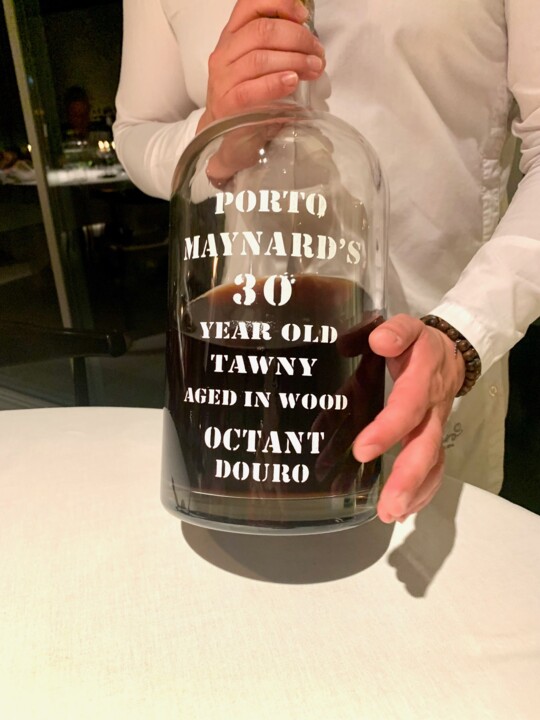 PORTO
MAYNARD'S
30
YEAR OLD
TAWNY
AGED IN WOOD
OCTANT
DOURO